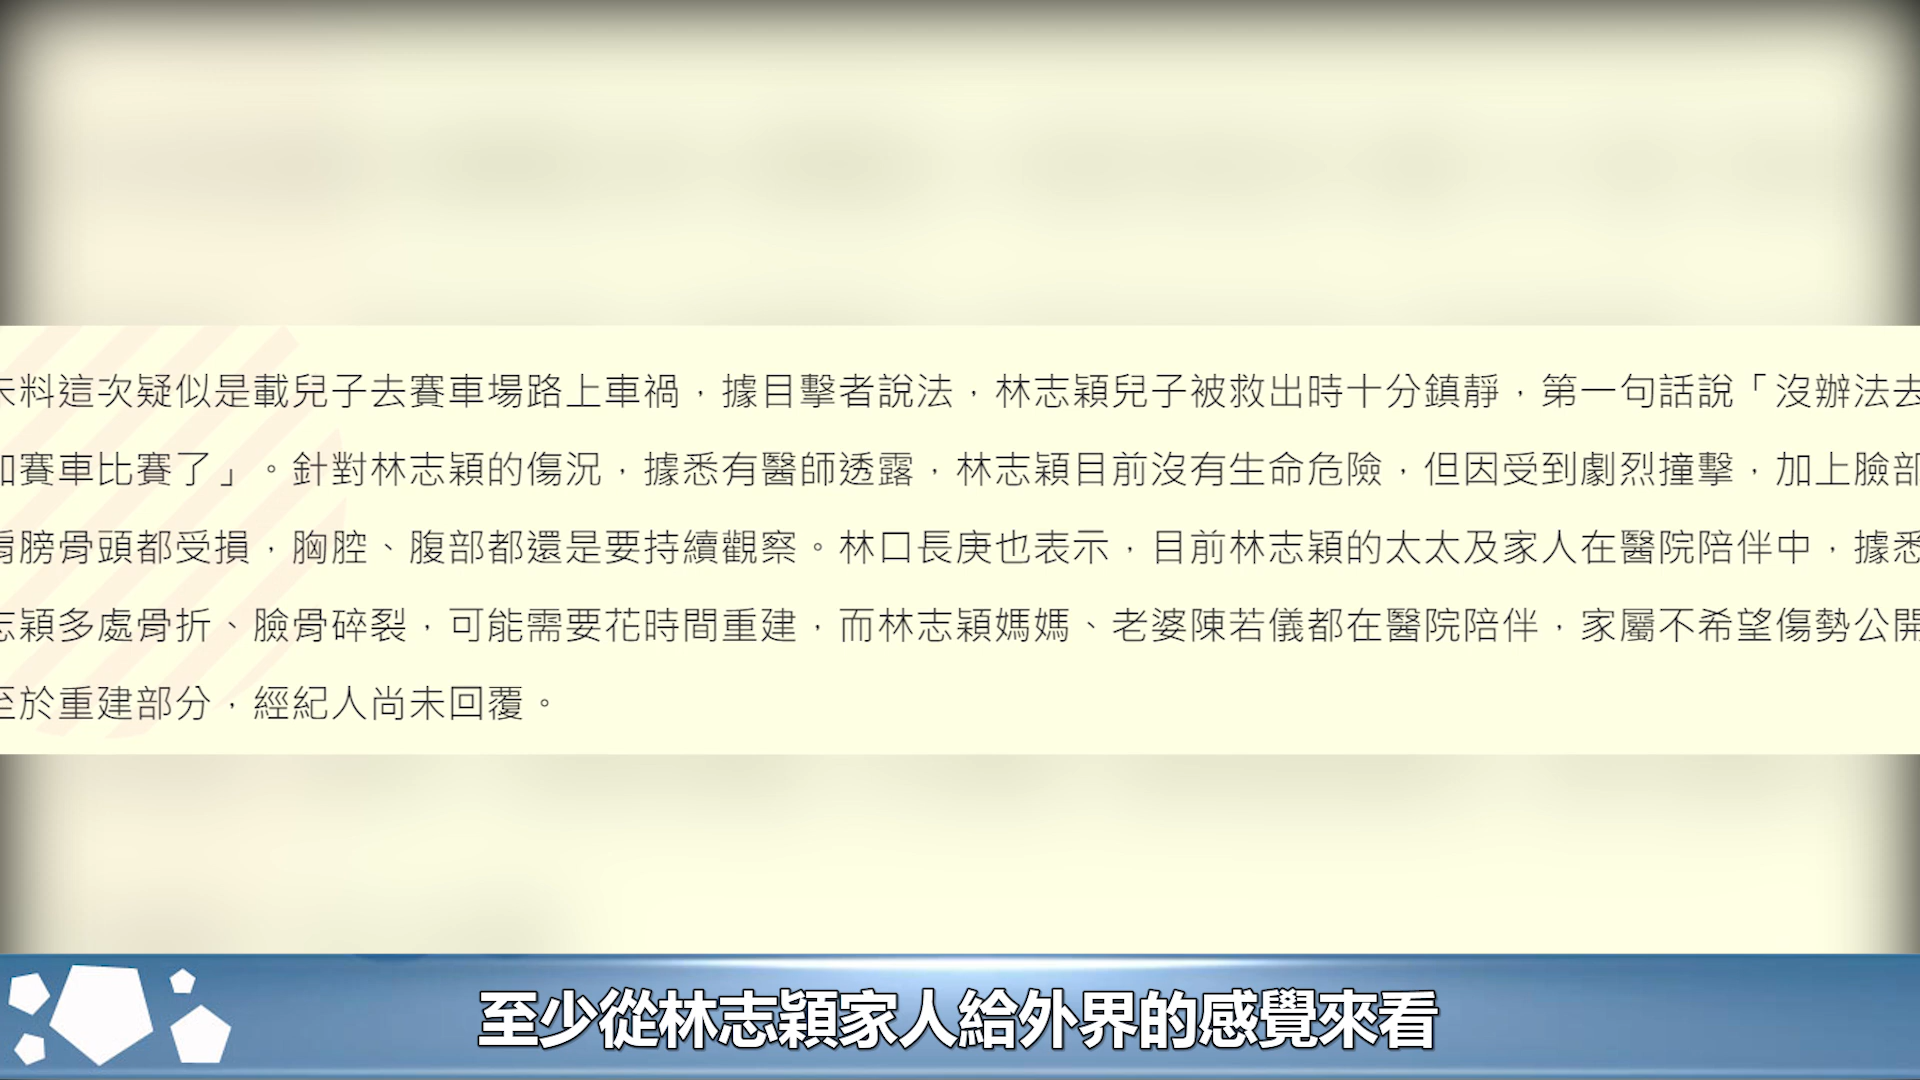 料這次疑似是載兒子去賽車場路上車禍，據目擊者說法，林志穎兒子被救出時十分鎮靜，第一句話說「沒辦法去
加賽車比賽了」。針對林志穎的傷況，據悉有醫師透露，林志穎目前沒有生命危險，但因受到劇烈撞擊，加上臉部
肩膀骨頭都受損，胸腔、腹部都還是要持續觀察。林口長庚也表示，目前林志穎的太太及家人在醫院陪伴中，據悉
志穎多處骨折、臉骨碎裂，可能需要花時間重建，而林志穎媽媽、老婆陳若儀都在醫院陪伴，家屬不希望傷勢公開
至於重建部分，經紀人尚未回覆。
至少從林志穎家人給外界的感覺來看